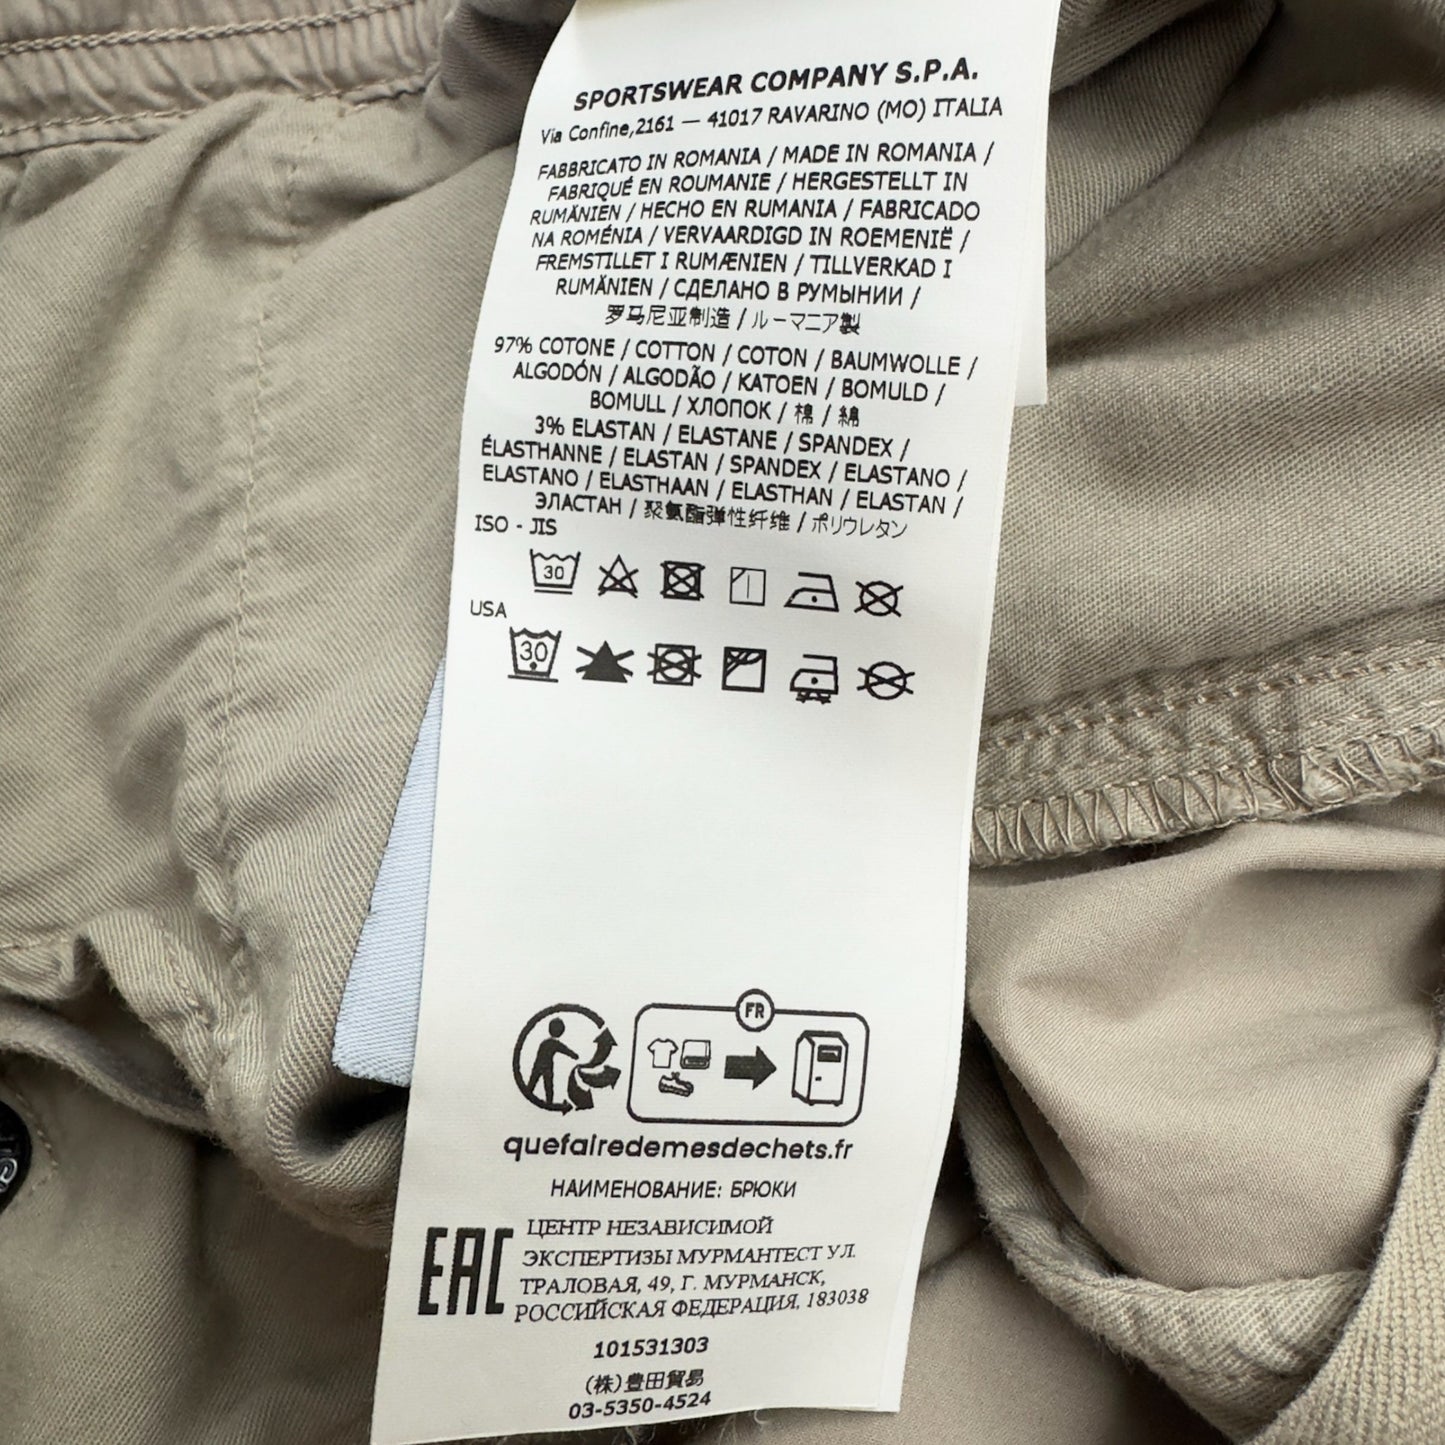 SPORTSWEAR COMPANY S.P.A.
Via Confine,2161 — 41017 RAVARINO (MO) ITALIA
FABBRICATO IN ROMANIA / MADE IN ROMANIA /
FABRIQUÉ EN ROUMANIE / HERGESTELLT IN
RUMÄNIEN / HECHO EN RUMANIA / FABRICADO
NA ROMÉNIA / VERVAARDIGD IN ROEMENIË /
FREMSTILLET I RUMÆNIEN / TILLVERKAD I
RUMÄNIEN / СДЕЛАНО В РУМЫНИИ /
罗马尼亚制造 / ルーマニア製
97% COTONE / COTTON / COTON / BAUMWOLLE /
ALGODÓN / ALGODÃO / KATOEN / BOMULD /
BOMULL / ХЛОПОК / 棉 / 綿
3% ELASTAN / ELASTANE / SPANDEX /
ÉLASTHANNE / ELASTAN / SPANDEX / ELASTANO /
ELASTANO / ELASTHAAN / ELASTHAN / ELASTAN /
ЭЛАСТАН / 聚氨酯弹性纤维 / ポリウレタン
ISO - JIS
30
USA
30
FR
quefairedemesdechets.fr
НАИМЕНОВАНИЕ: БРЮКИ
EAC
ЦЕНТР НЕЗАВИСИМОЙ
ЭКСПЕРТИЗЫ МУРМАНТЕСТ УЛ.
ТРАЛОВАЯ, 49, Г. МУРМАНСК,
РОССИЙСКАЯ ФЕДЕРАЦИЯ, 183038
101531303
(株)豊田貿易
03-5350-4524